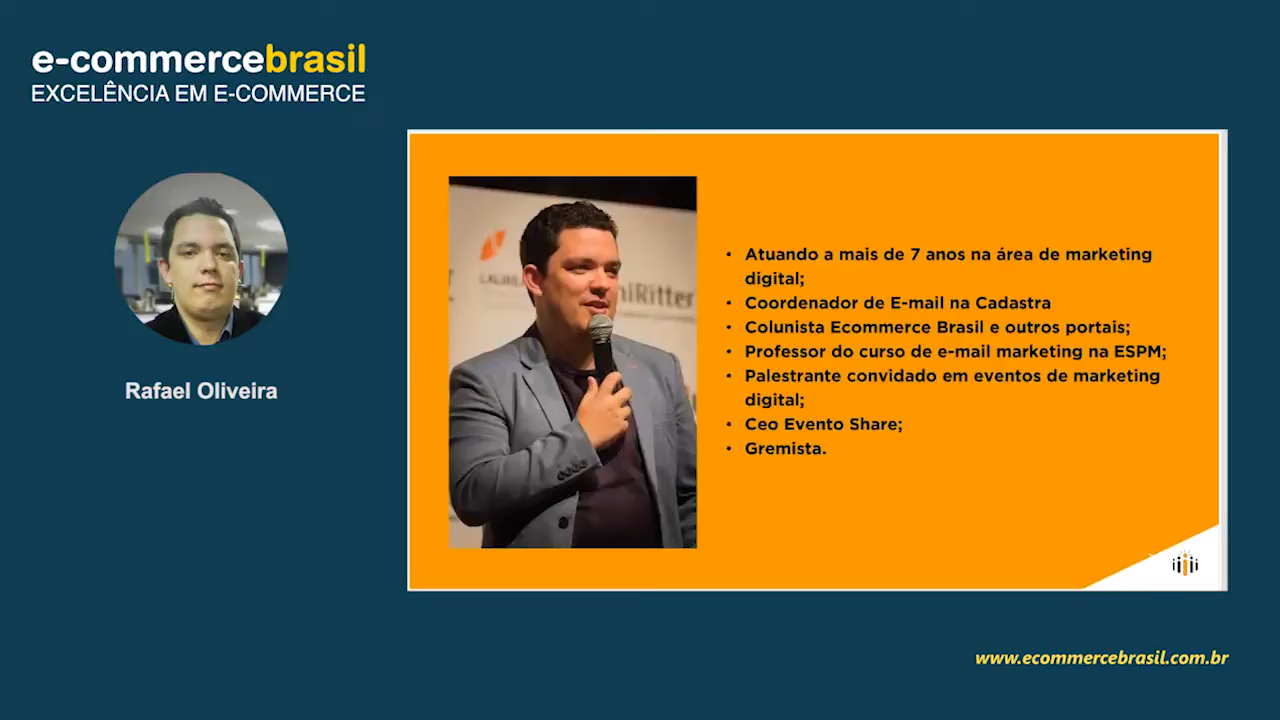 e-commercebrasil
EXCELÊNCIA EM E-COMMERCE
Rafael Oliveira
niRitter
• Atuando a mais de 7 anos na área de marketing
digital;
• Coordenador de E-mail na Cadastra
• Colunista Ecommerce Brasil e outros portais;
• Professor do curso de e-mail marketing na ESPM;
• Palestrante convidado em eventos de marketing
digital;
• Ceo Evento Share;
• Gremista.
www.ecommercebrasil.com.br